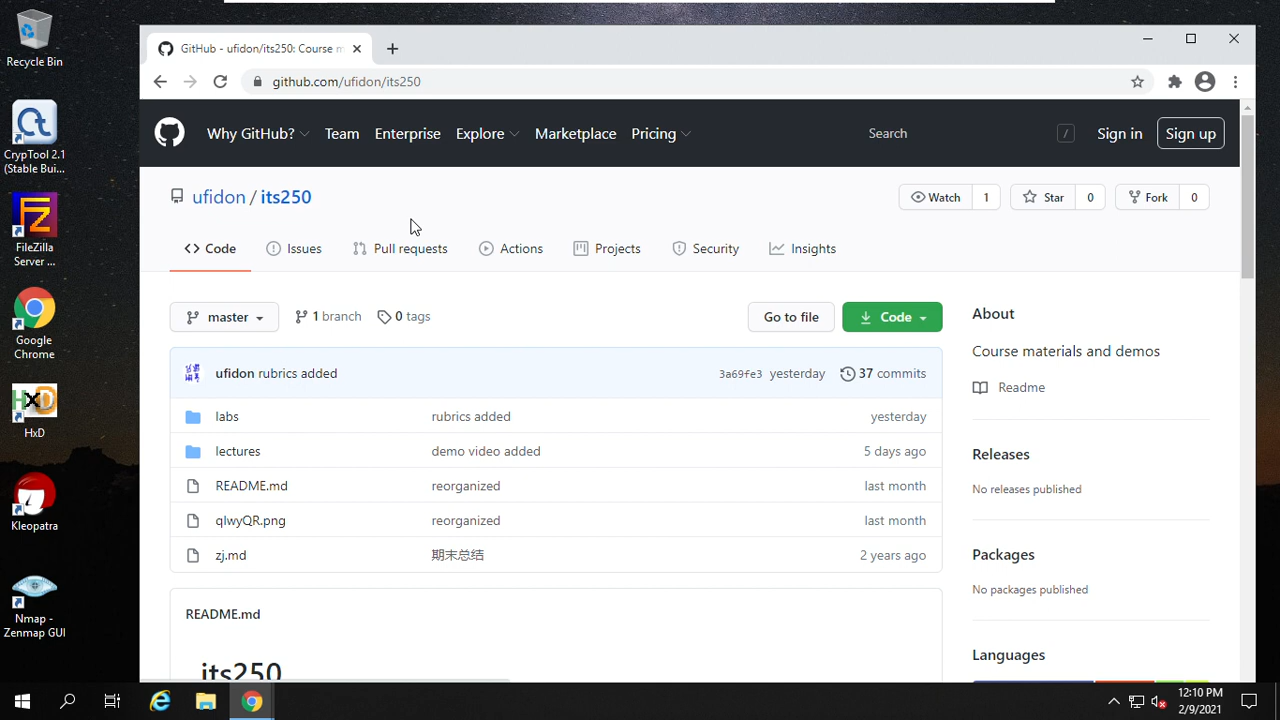 Recycle Bin
CrypTool 2.1
(Stable Bui...
FileZilla
Server ...
Google
Chrome
HxD
Kleopatra
Nmap -
Zenmap GUI
GitHub - ufidon/its250: Course m
github.com/ufidon/its250
Why GitHub? Team Enterprise Explore Marketplace Pricing Search / Sign in Sign up
ufidon / its250
Watch 1 Star 0 Fork 0
Code Issues Pull requests Actions Projects Security Insights
master 1 branch 0 tags Go to file Code
ufidon rubrics added 3a69fe3 yesterday 37 commits
labs rubrics added yesterday
lectures demo video added 5 days ago
README.md reorganized last month
qlwyQR.png reorganized last month
zj.md 期末总结 2 years ago
README.md
its250
About
Course materials and demos
Readme
Releases
No releases published
Packages
No packages published
Languages
12:10 PM
2/9/2021